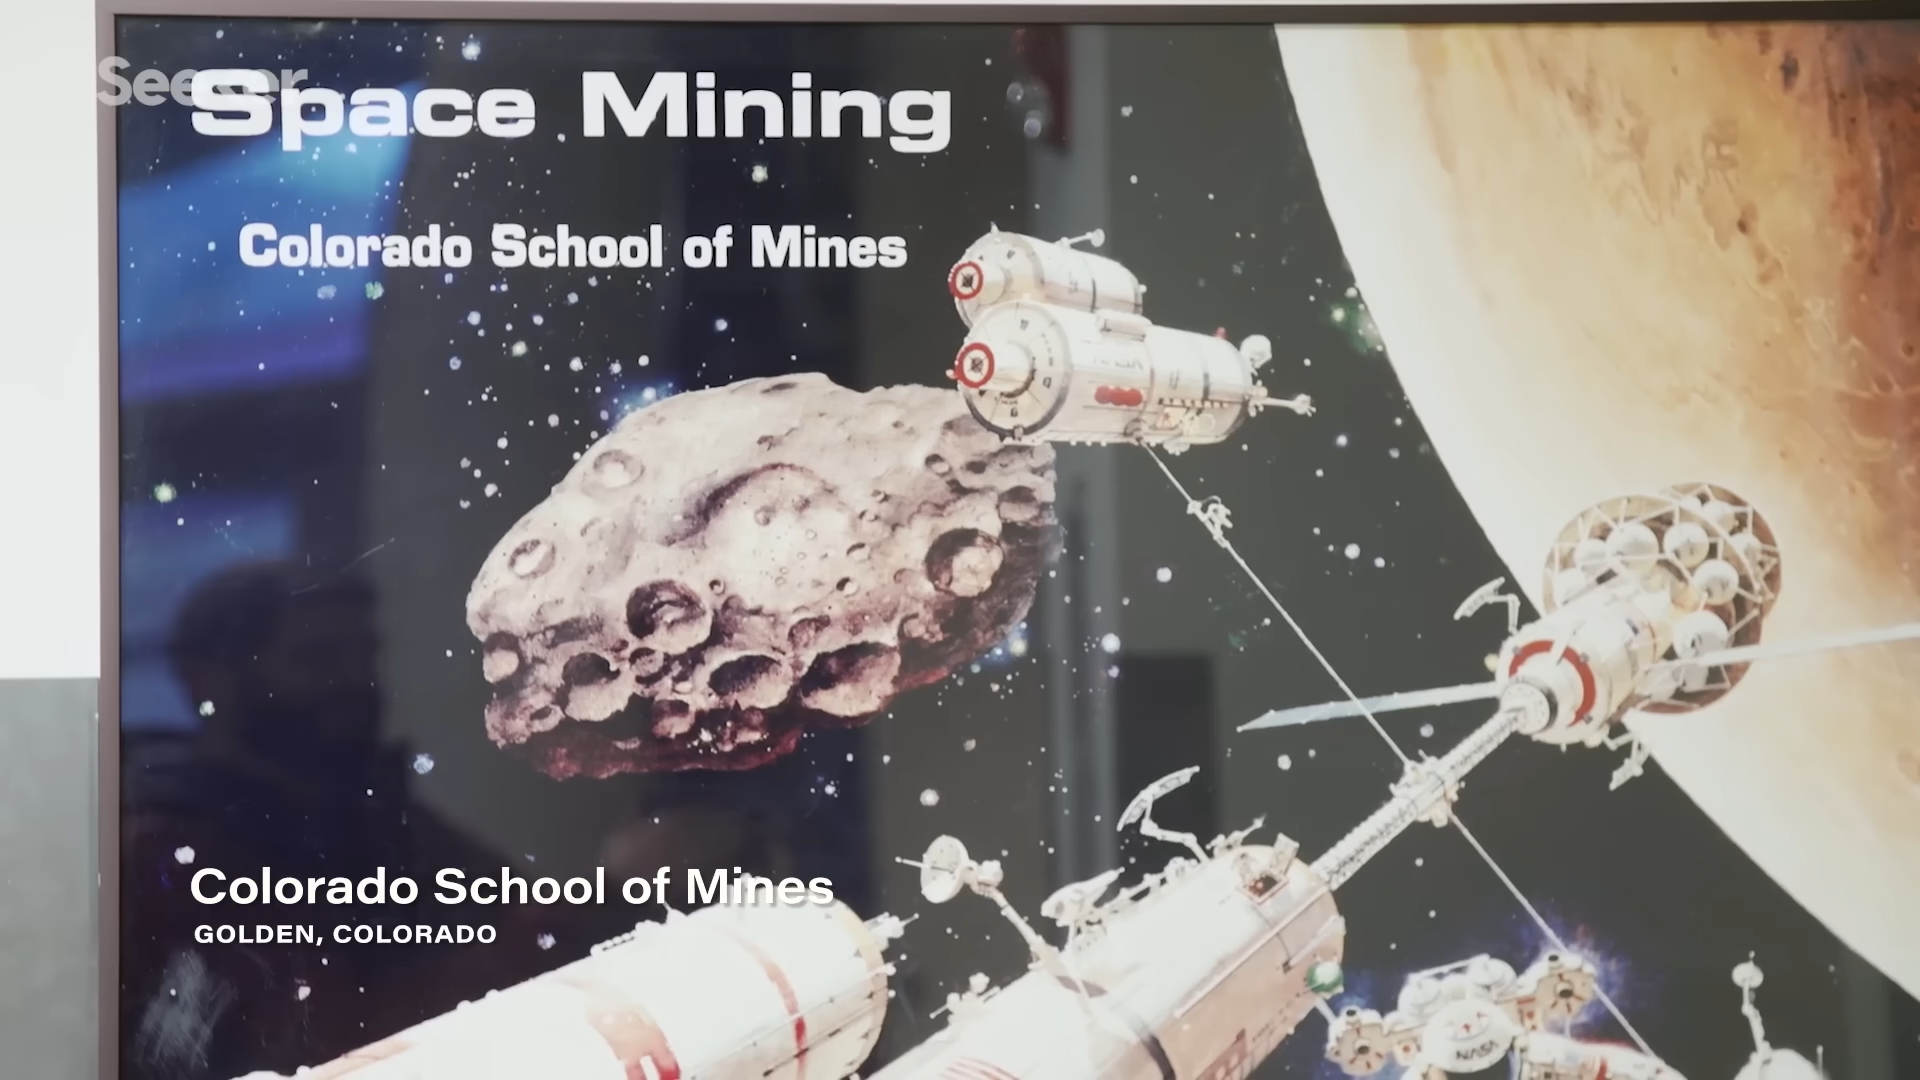 Seeker
Space Mining
Colorado School of Mines
Colorado School of Mines
GOLDEN, COLORADO
NASA